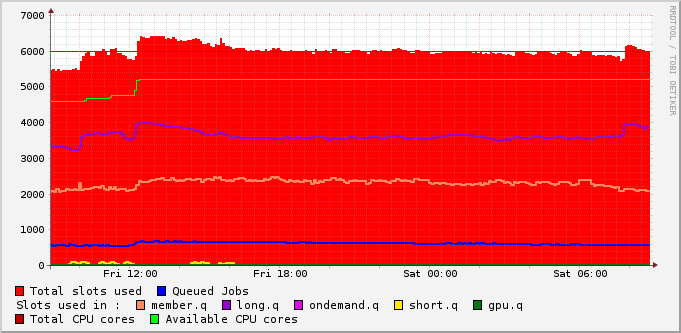 7000
6000
5000
4000
3000
2000
1000
0
Fri 12:00 Fri 18:00 Sat 00:00 Sat 06:00
Total slots used Queued Jobs
Slots used in : member.q long.q ondemand.q short.q gpu.q
Total CPU cores Available CPU cores
RRDTOOL / TOBI OETIKER